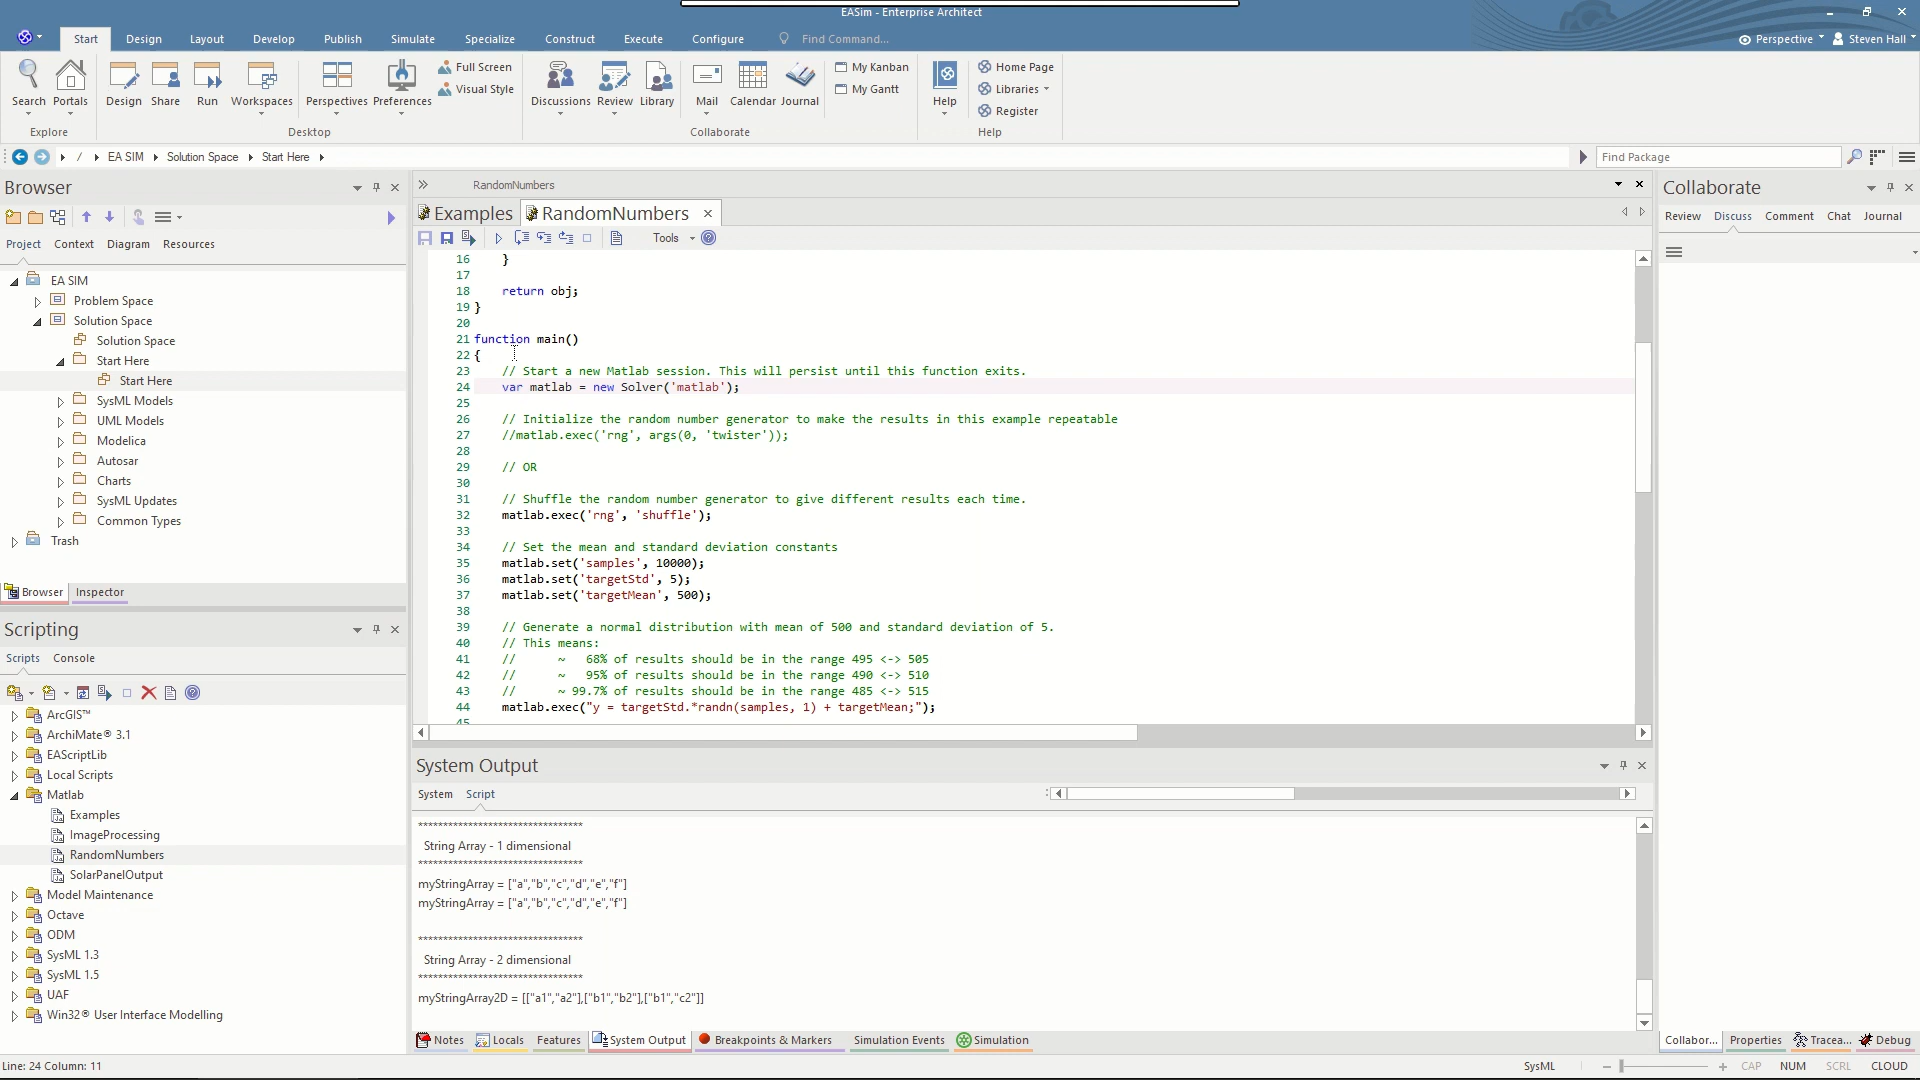 EASim - Enterprise Architect
Start Design Layout Develop Publish Simulate Specialize Construct Execute Configure Find Command... Perspective Steven Hall
Search Portals Design Share Run Workspaces Perspectives Preferences Full Screen Visual Style Discussions Review Library Mail Calendar Journal My Kanban My Gantt Help Home Page Libraries Register
Explore Desktop Collaborate Help
/ EA SIM Solution Space Start Here Find Package
Browser
Project Context Diagram Resources
EA SIM
Problem Space
Solution Space
Solution Space
Start Here
Start Here
SysML Models
UML Models
Modelica
Autosar
Charts
SysML Updates
Common Types
Trash
Browser Inspector
Scripting
Scripts Console
ArcGIS™
ArchiMate® 3.1
EAScriptLib
Local Scripts
Matlab
Examples
ImageProcessing
RandomNumbers
SolarPanelOutput
Model Maintenance
Octave
ODM
SysML 1.3
SysML 1.5
UAF
Win32® User Interface Modelling
RandomNumbers
Examples RandomNumbers
Tools
16 }
17
18 return obj;
19 }
20
21 function main()
22 {
23 // Start a new Matlab session. This will persist until this function exits.
24 var matlab = new Solver('matlab');
25
26 // Initialize the random number generator to make the results in this example repeatable
27 //matlab.exec('rng', args(0, 'twister'));
28
29 // OR
30
31 // Shuffle the random number generator to give different results each time.
32 matlab.exec('rng', 'shuffle');
33
34 // Set the mean and standard deviation constants
35 matlab.set('samples', 10000);
36 matlab.set('targetStd', 5);
37 matlab.set('targetMean', 500);
38
39 // Generate a normal distribution with mean of 500 and standard deviation of 5.
40 // This means:
41 // ~ 68% of results should be in the range 495 <-> 505
42 // ~ 95% of results should be in the range 490 <-> 510
43 // ~ 99.7% of results should be in the range 485 <-> 515
44 matlab.exec("y = targetStd.*randn(samples, 1) + targetMean;");
45
System Output
System Script
*********************************
String Array - 1 dimensional
*********************************
myStringArray = ["a","b","c","d","e","f"]
myStringArray = ["a","b","c","d","e","f"]
*********************************
String Array - 2 dimensional
*********************************
myStringArray2D = [["a1","a2"],["b1","b2"],["b1","c2"]]
Notes Locals Features System Output Breakpoints & Markers Simulation Events Simulation
Collaborate
Review Discuss Comment Chat Journal
Collabor... Properties Tracea... Debug
Line: 24 Column: 11 SysML CAP NUM SCRL CLOUD